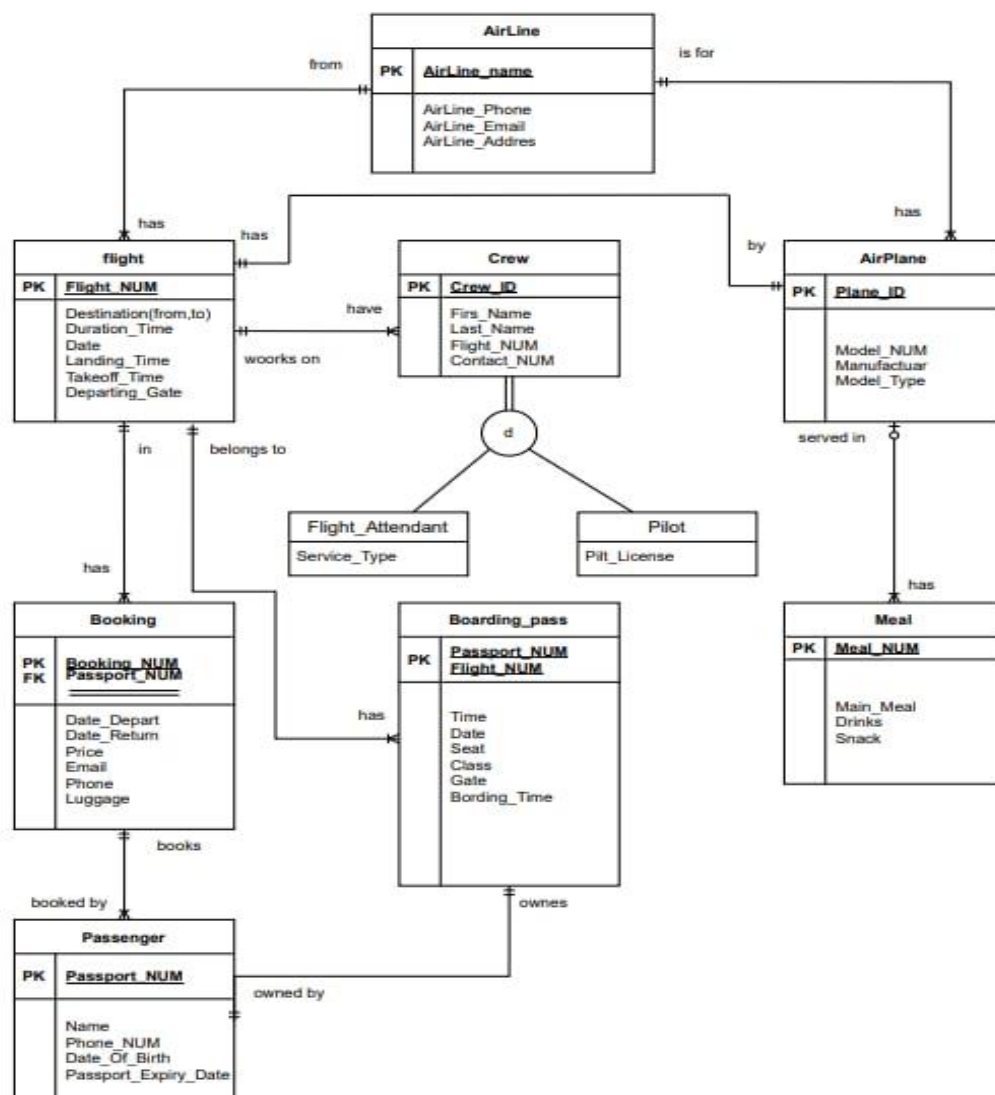 AirLine
PK AirLine_name
AirLine_Phone
AirLine_Email
AirLine_Addres
from
is for
has
has
has
by
flight
PK Flight_NUM
Destination(from,to)
Duration_Time
Date
Landing_Time
Takeoff_Time
Departing_Gate
have
woorks on
Crew
PK Crew_ID
Firs_Name
Last_Name
Flight_NUM
Contact_NUM
AirPlane
PK Plane_ID
Model_NUM
Manufactuar
Model_Type
d
in
belongs to
served in
Flight_Attendant
Service_Type
Pilot
Pilt_License
has
has
Booking
PK Booking_NUM
FK Passport_NUM
Date_Depart
Date_Return
Price
Email
Phone
Luggage
has
Boarding_pass
PK Passport_NUM
Flight_NUM
Time
Date
Seat
Class
Gate
Bording_Time
Meal
PK Meal_NUM
Main_Meal
Drinks
Snack
books
booked by
ownes
owned by
Passenger
PK Passport_NUM
Name
Phone_NUM
Date_Of_Birth
Passport_Expiry_Date